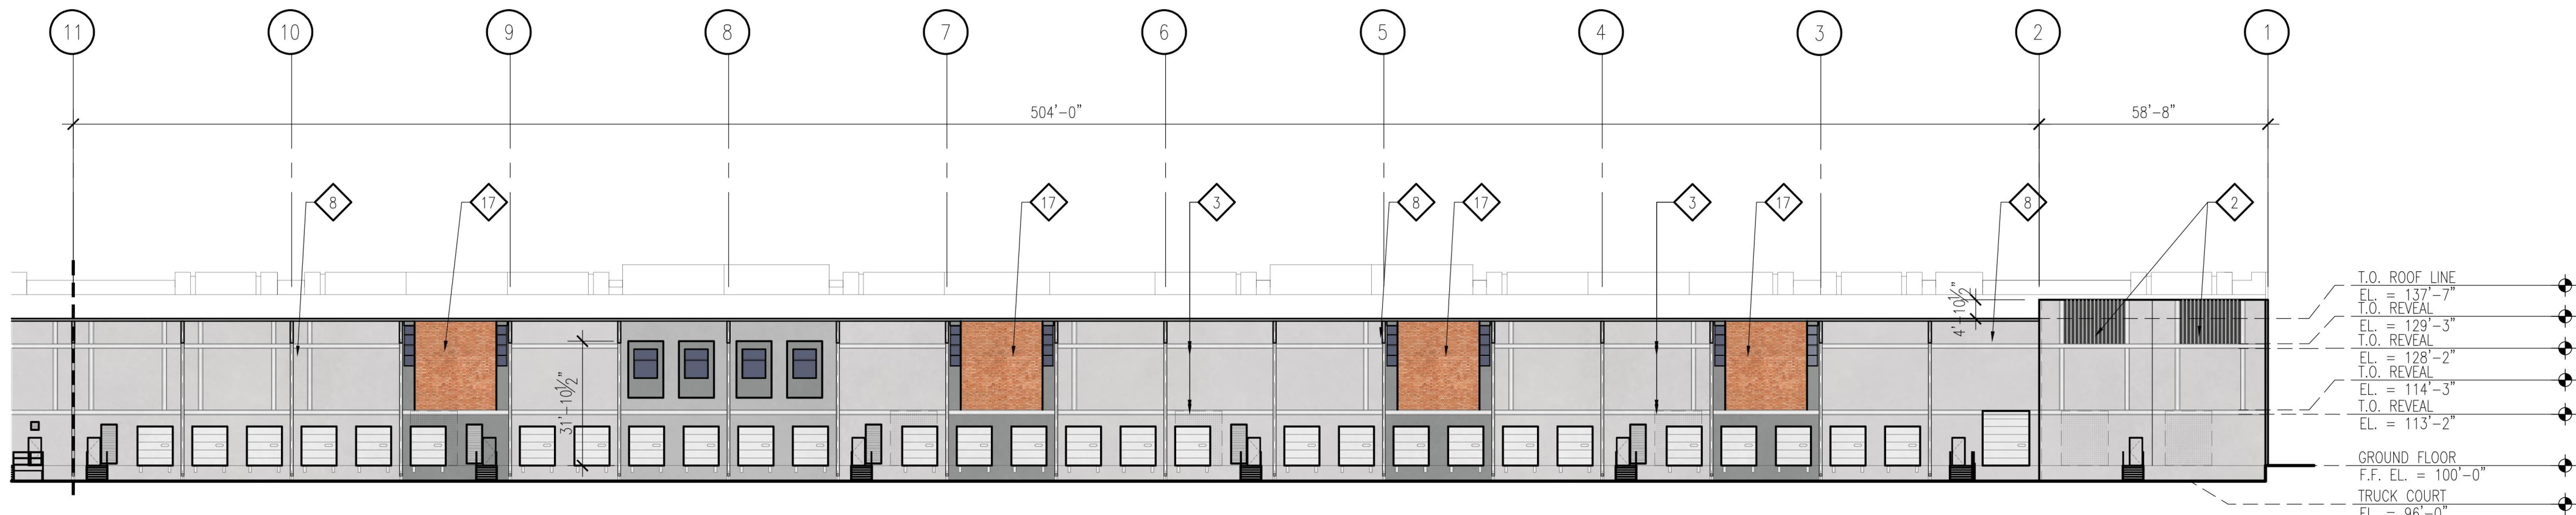 11 10 9 8 7 6 5 4 3 2 1
504'-0" 58'-8"
8 17 17 3 8 17 3 17 8 2
T.O. ROOF LINE
EL. = 137'-7"
T.O. REVEAL
EL. = 129'-3"
T.O. REVEAL
EL. = 128'-2"
T.O. REVEAL
EL. = 114'-3"
T.O. REVEAL
EL. = 113'-2"
4'-10½"
31'-10½"
GROUND FLOOR
F.F. EL. = 100'-0"
TRUCK COURT
EL. = 96'-0"